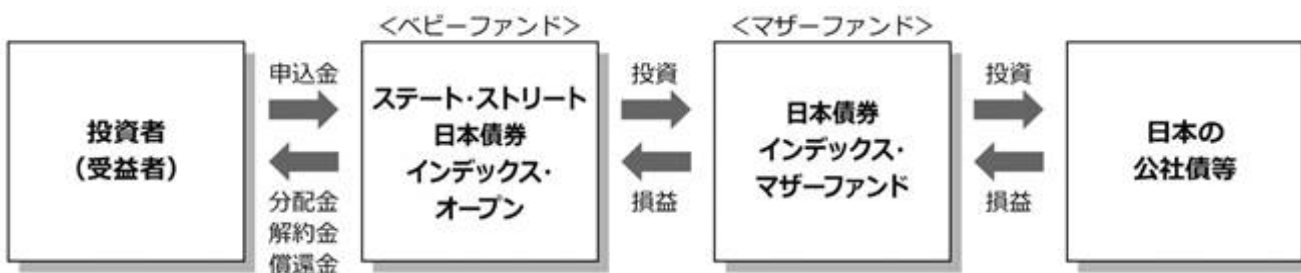 ＜ベビーファンド＞
＜マザーファンド＞
投資者
（受益者）
申込金
分配金
解約金
償還金
ステート・ストリート
日本債券
インデックス・
オープン
投資
損益
日本債券
インデックス・
マザーファンド
投資
損益
日本の
公社債等